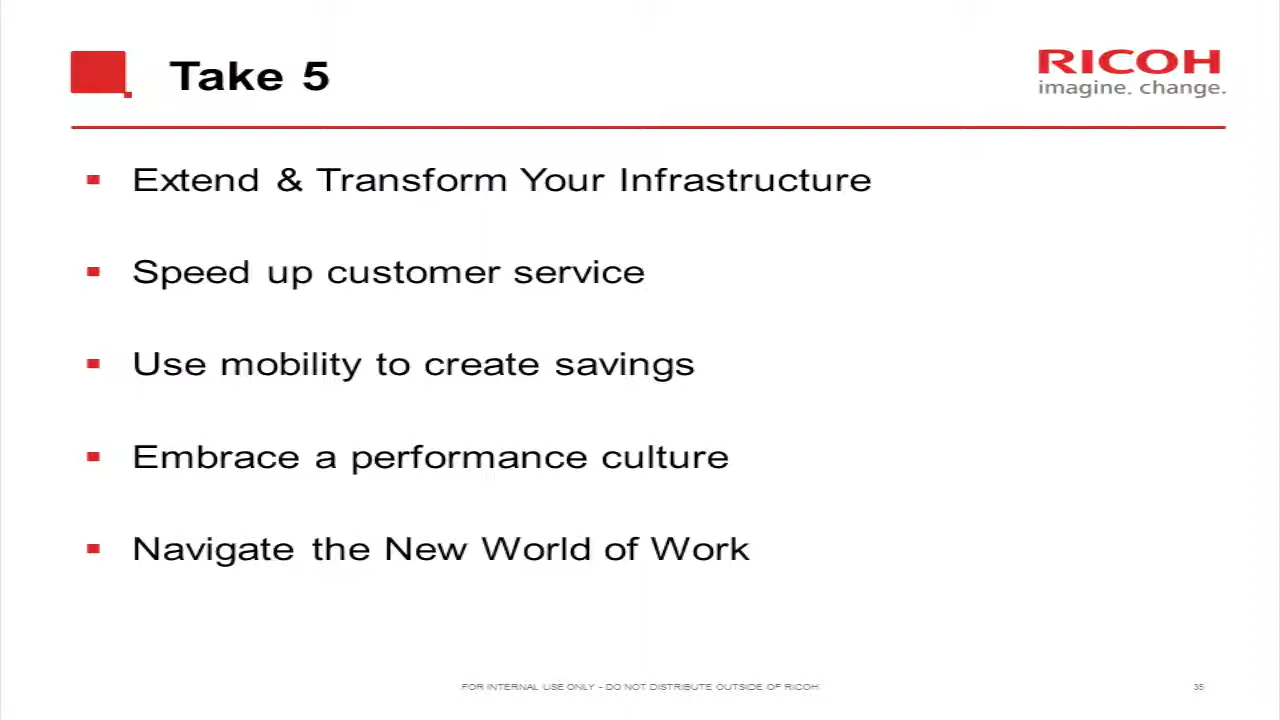 Take 5
RICOH
imagine. change.
Extend & Transform Your Infrastructure
Speed up customer service
Use mobility to create savings
Embrace a performance culture
Navigate the New World of Work
FOR INTERNAL USE ONLY - DO NOT DISTRIBUTE OUTSIDE OF RICOH
35